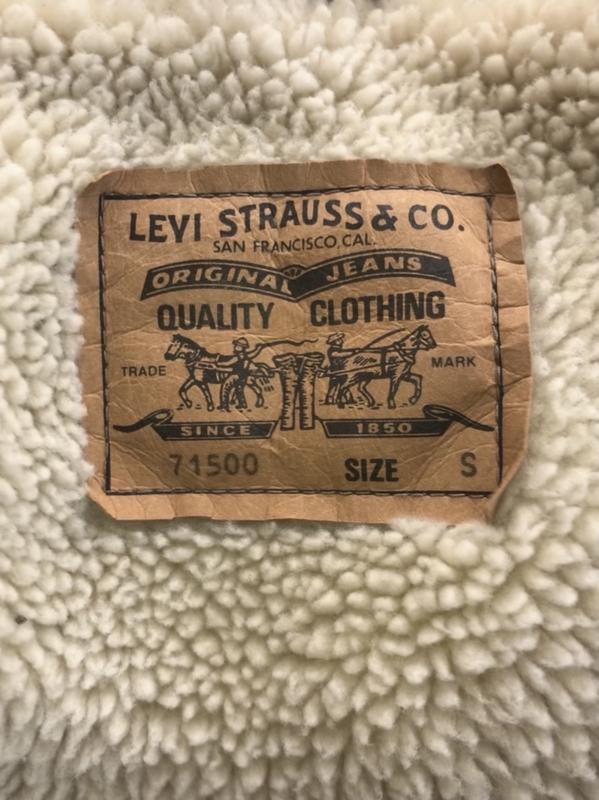 LEVI STRAUSS & CO.
SAN FRANCISCO, CAL.
ORIGINAL JEANS
QUALITY CLOTHING
TRADE MARK
SINCE 1850
71500 SIZE S